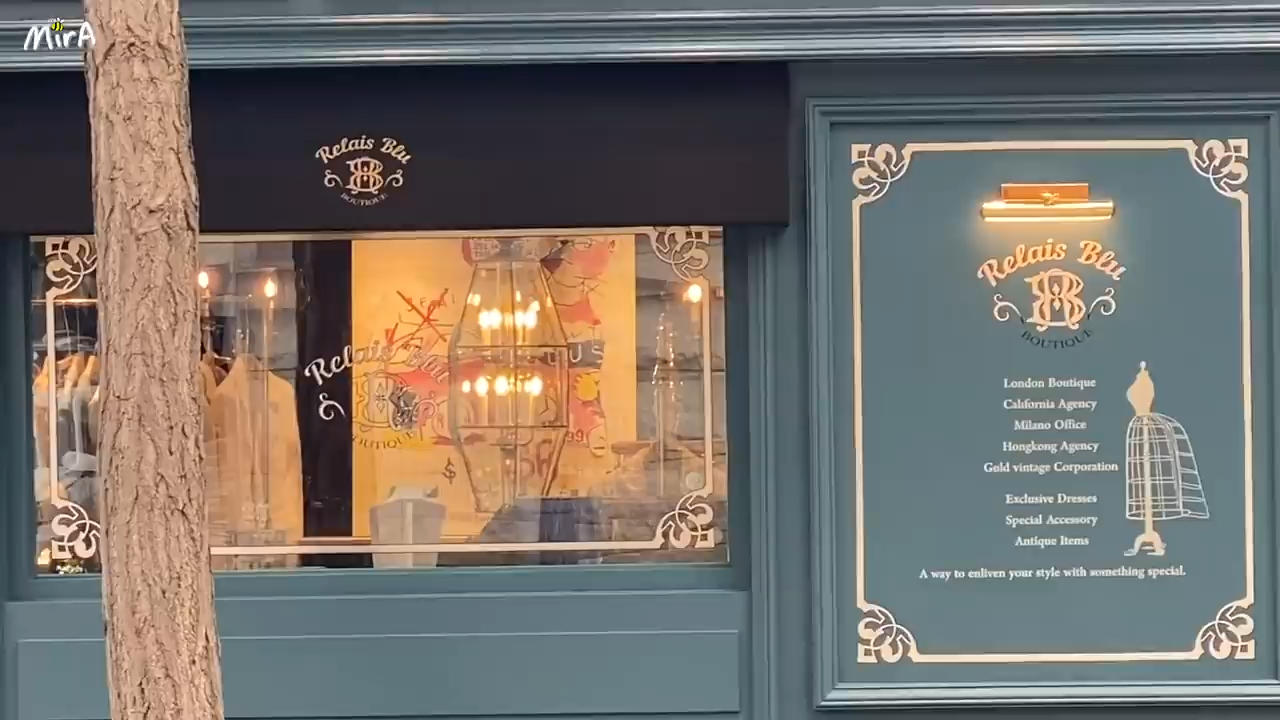 MirA
Relais Blu
BOUTIQUE
Relais Blu
BOUTIQUE
$
Relais Blu
BOUTIQUE
London Boutique
California Agency
Milano Office
Hongkong Agency
Gold vintage Corporation
Exclusive Dresses
Special Accessory
Antique Items
A way to enliven your style with something special.